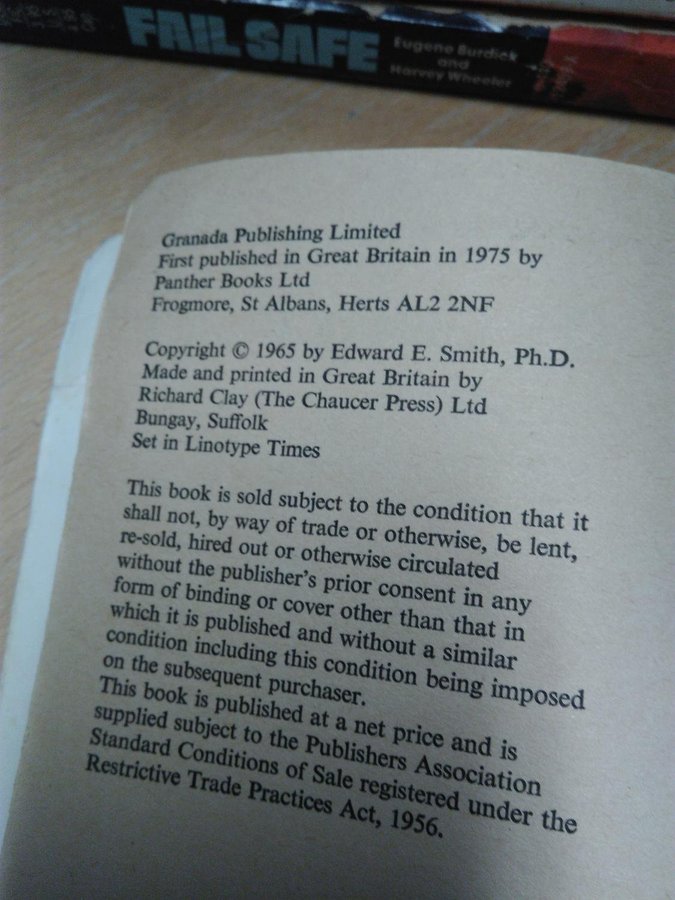 FAIL SAFE
Eugene Burdick
and
Harvey Wheeler
Granada Publishing Limited
First published in Great Britain in 1975 by
Panther Books Ltd
Frogmore, St Albans, Herts AL2 2NF
Copyright © 1965 by Edward E. Smith, Ph.D.
Made and printed in Great Britain by
Richard Clay (The Chaucer Press) Ltd
Bungay, Suffolk
Set in Linotype Times
This book is sold subject to the condition that it
shall not, by way of trade or otherwise, be lent,
re-sold, hired out or otherwise circulated
without the publisher's prior consent in any
form of binding or cover other than that in
which it is published and without a similar
condition including this condition being imposed
on the subsequent purchaser.
This book is published at a net price and is
supplied subject to the Publishers Association
Standard Conditions of Sale registered under the
Restrictive Trade Practices Act, 1956.